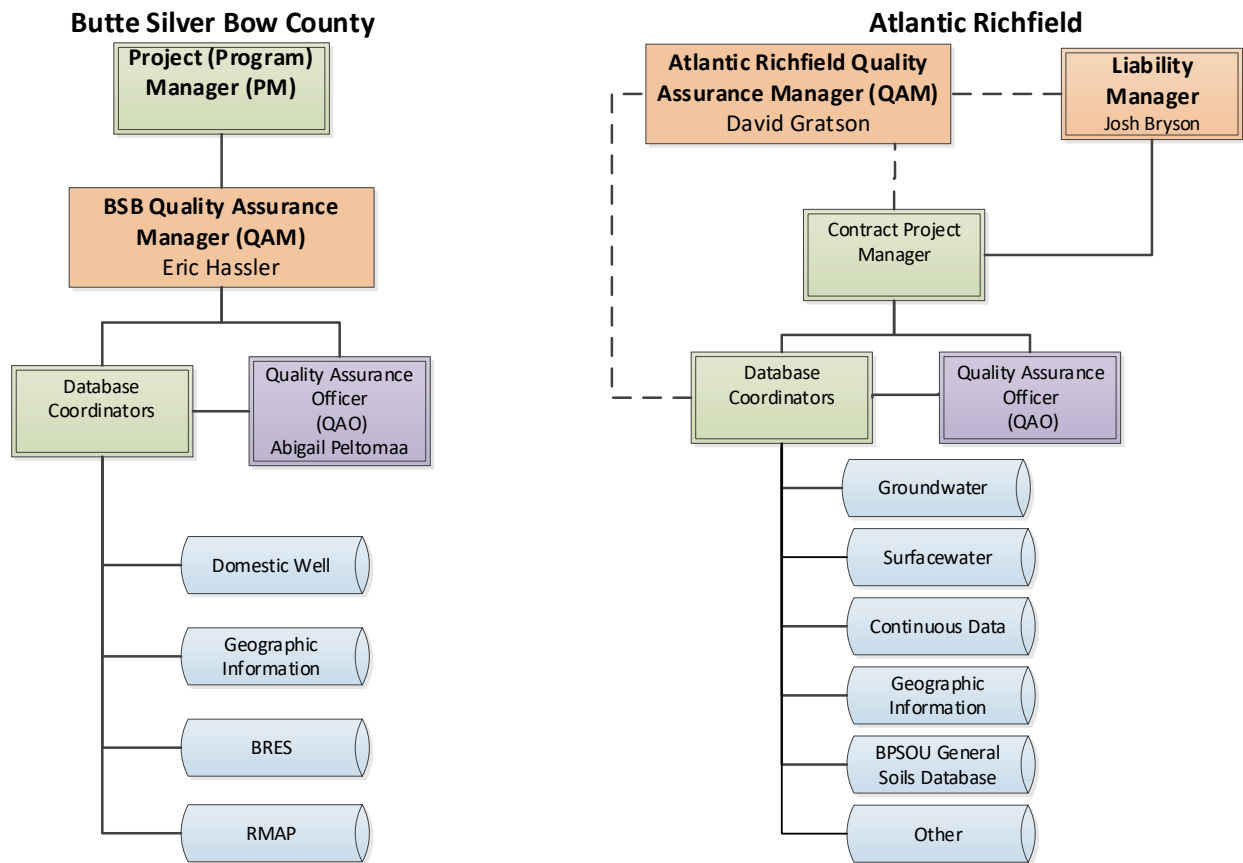 Butte Silver Bow County
Project (Program)
Manager (PM)
BSB Quality Assurance
Manager (QAM)
Eric Hassler
Database
Coordinators
Quality Assurance
Officer
(QAO)
Abigail Peltomaa
Domestic Well
Geographic
Information
BRES
RMAP
Atlantic Richfield
Atlantic Richfield Quality
Assurance Manager (QAM)
David Gratson
Liability
Manager
Josh Bryson
Contract Project
Manager
Database
Coordinators
Quality Assurance
Officer
(QAO)
Groundwater
Surfacewater
Continuous Data
Geographic
Information
BPSOU General
Soils Database
Other